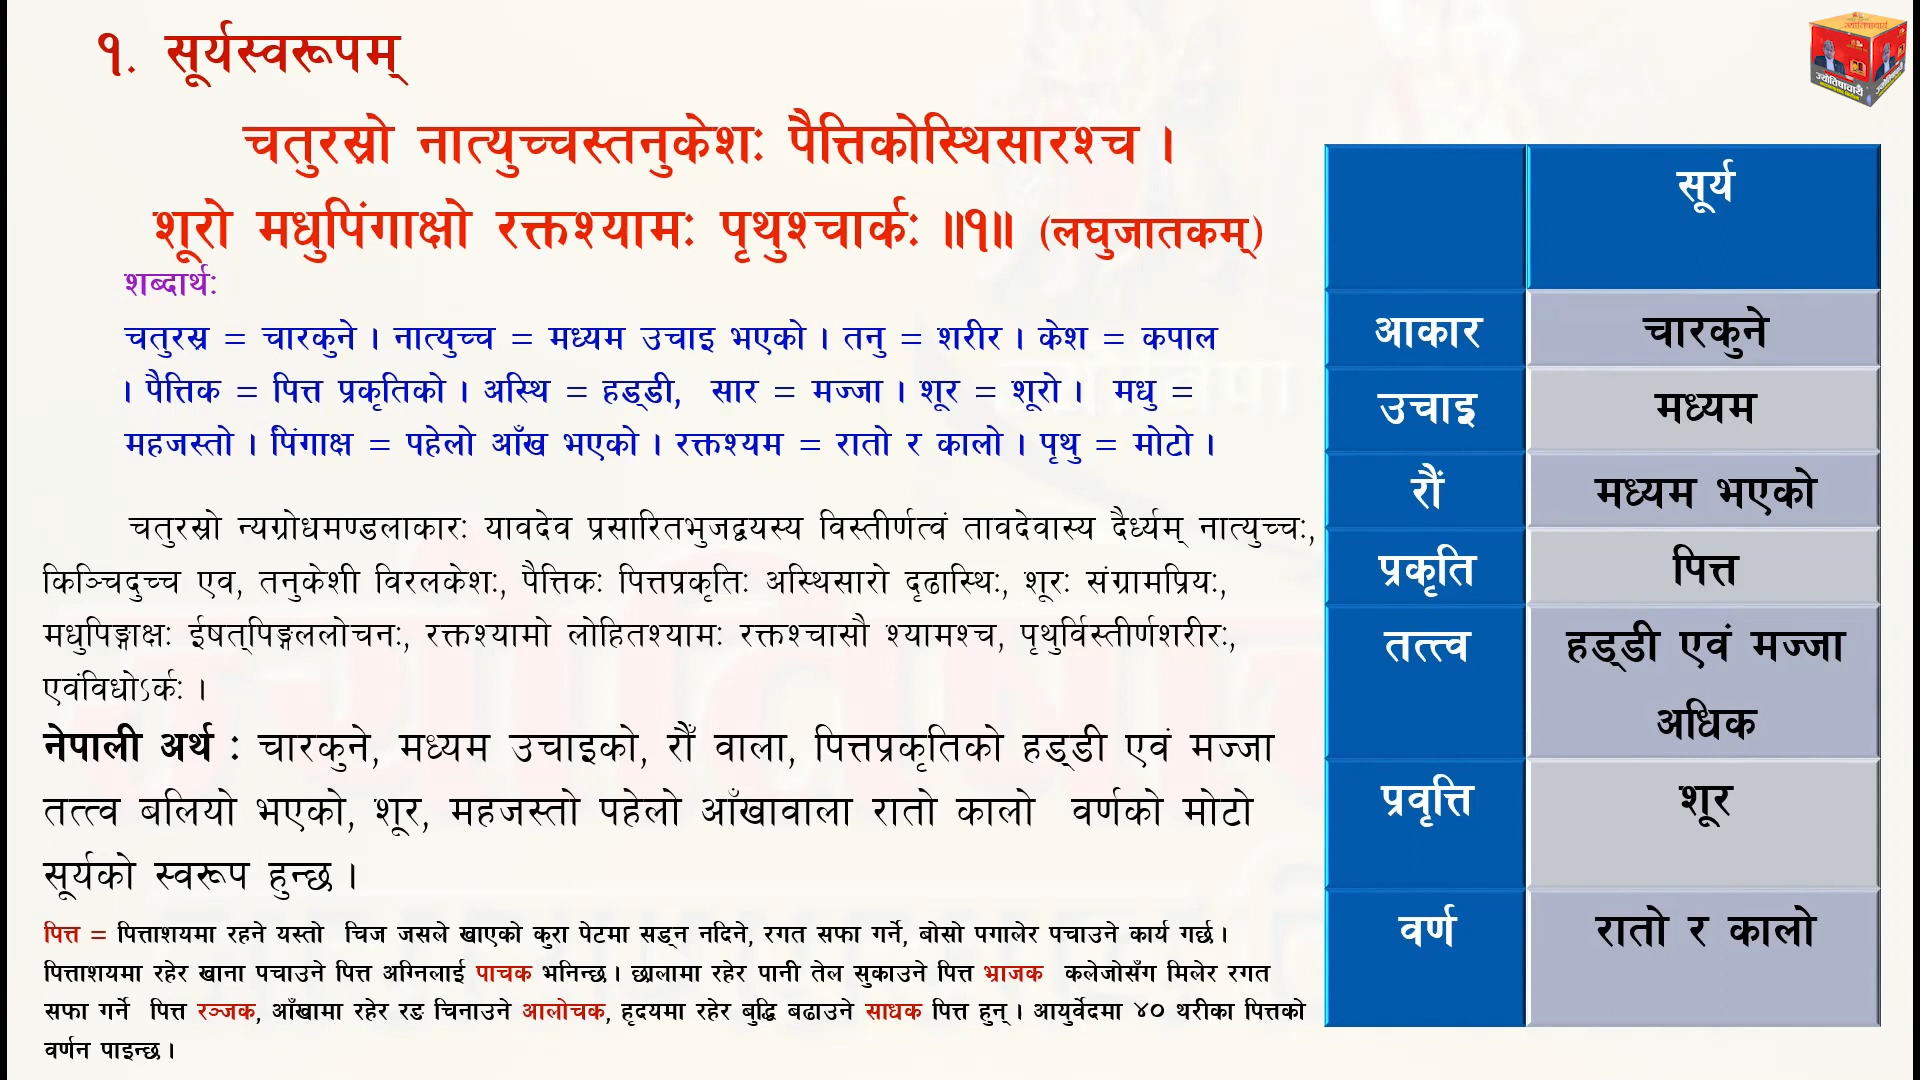 १. सूर्यस्वरूपम्
चतुरस्रो नात्युच्चस्तनुकेशः पैत्तिकोस्थिसारश्च ।
शूरो मधुपिंगाक्षो रक्तश्यामः पृथुश्चार्कः ॥१॥ (लघुजातकम्)
शब्दार्थः
चतुरस्र = चारकुने । नात्युच्च = मध्यम उचाइ भएको । तनु = शरीर । केश = कपाल
। पैत्तिक = पित्त प्रकृतिको । अस्थि = हड्डी, सार = मज्जा । शूर = शूरो । मधु =
महजस्तो । पिंगाक्ष = पहेलो आँख भएको । रक्तश्यम = रातो र कालो । पृथु = मोटो ।
चतुरस्रो न्यग्रोधमण्डलाकारः यावदेव प्रसारितभुजद्वयस्य विस्तीर्णत्वं तावदेवास्य दैर्ध्यम् नात्युच्चः,
किञ्चिदुच्च एव, तनुकेशी विरलकेशः, पैत्तिकः पित्तप्रकृतिः अस्थिसारो दृढास्थिः, शूरः संग्रामप्रियः,
मधुपिङ्गाक्षः ईषत्पिङ्गललोचनः, रक्तश्यामो लोहितश्यामः रक्तश्चासौ श्यामश्च, पृथुर्विस्तीर्णशरीरः,
एवंविधोऽर्कः ।
नेपाली अर्थ : चारकुने, मध्यम उचाइको, रौँ वाला, पित्तप्रकृतिको हड्डी एवं मज्जा
तत्त्व बलियो भएको, शूर, महजस्तो पहेलो आँखावाला रातो कालो वर्णको मोटो
सूर्यको स्वरूप हुन्छ ।
पित्त = पित्ताशयमा रहने यस्तो चिज जसले खाएको कुरा पेटमा सड्न नदिने, रगत सफा गर्ने, बोसो पगालेर पचाउने कार्य गर्छ ।
पित्ताशयमा रहेर खाना पचाउने पित्त अग्निलाई पाचक भनिन्छ । छालामा रहेर पानी तेल सुकाउने पित्त भ्राजक कलेजोसँग मिलेर रगत
सफा गर्ने पित्त रञ्जक, आँखामा रहेर रङ चिनाउने आलोचक, हृदयमा रहेर बुद्धि बढाउने साधक पित्त हुन् । आयुर्वेदमा ४० थरीका पित्तको
वर्णन पाइन्छ ।
सूर्य
आकार चारकुने
उचाइ मध्यम
रौं मध्यम भएको
प्रकृति पित्त
तत्त्व हड्डी एवं मज्जा
अधिक
प्रवृत्ति शूर
वर्ण रातो र कालो
ज्योतिषाचार्य